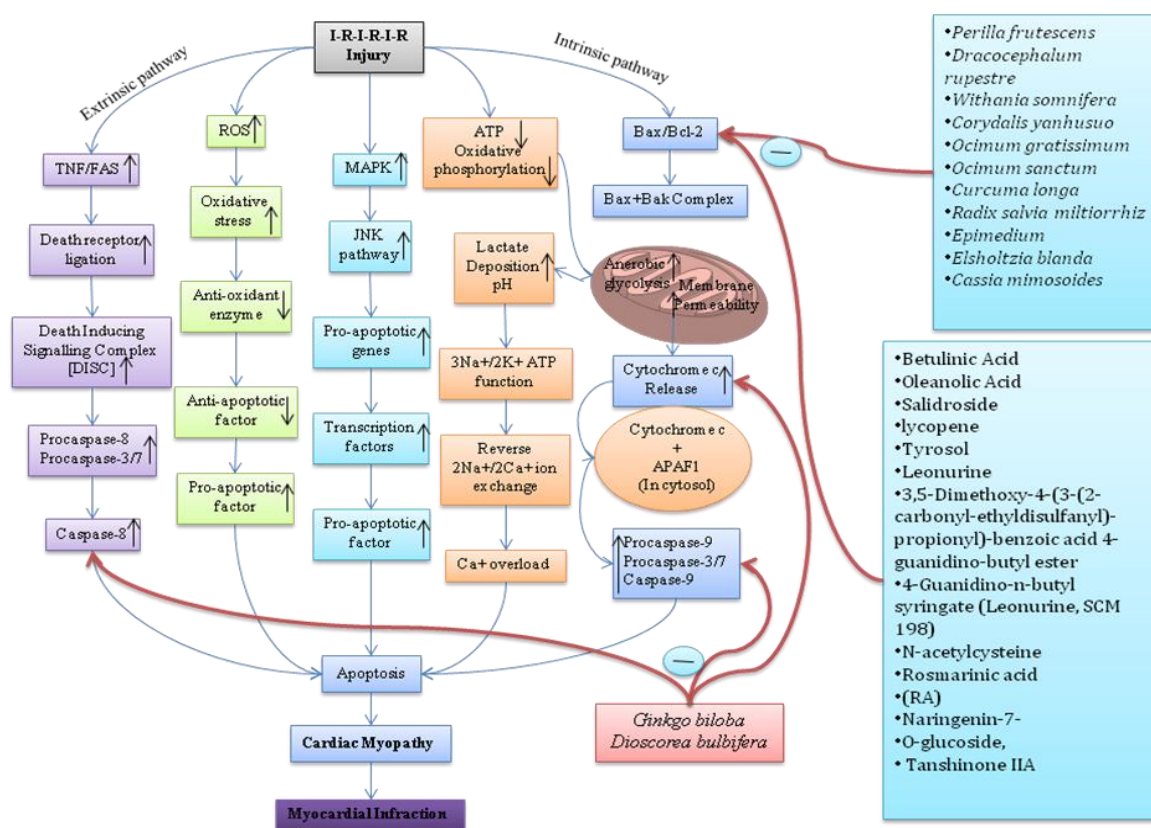 I-R-I-R-I-R
Injury
Extrinsic pathway
Intrinsic pathway
TNF/FAS
Death receptor
ligation
Death Inducing
Signalling Complex
[DISC]
Procaspase-8
Procaspase-3/7
Caspase-8
ROS
Oxidative
stress
Anti-oxidant
enzyme
Anti-apoptotic
factor
Pro-apoptotic
factor
MAPK
JNK
pathway
Pro-apoptotic
genes
Transcription
factors
Pro-apoptotic
factor
ATP
Oxidative
phosphorylation
Lactate
Deposition
pH
3Na+/2K+ ATP
function
Reverse
2Na+/2Ca+ion
exchange
Ca+ overload
Bax/Bcl-2
Bax+Bak Complex
Anerobic
glycolysis
Membrane
Permeability
Cytochrome c
Release
Cytochrome c
+
APAF1
(In cytosol)
Procaspase-9
Procaspase-3/7
Caspase-9
Apoptosis
Cardiac Myopathy
Myocardial Infraction
—
—
Ginkgo biloba
Dioscorea bulbifera
•Perilla frutescens
•Dracocephalum
rupestre
•Withania somnifera
•Corydalis yanhusuo
•Ocimum gratissimum
•Ocimum sanctum
•Curcuma longa
•Radix salvia miltiorrhiz
•Epimedium
•Elsholtzia blanda
•Cassia mimosoides
•Betulinic Acid
•Oleanolic Acid
•Salidroside
•lycopene
•Tyrosol
•Leonurine
•3,5-Dimethoxy-4-(3-(2-
carbonyl-ethyldisulfanyl)-
propionyl)-benzoic acid 4-
guanidino-butyl ester
•4-Guanidino-n-butyl
syringate (Leonurine, SCM
198)
•N-acetylcysteine
•Rosmarinic acid
•(RA)
•Naringenin-7-
•O-glucoside,
•Tanshinone IIA